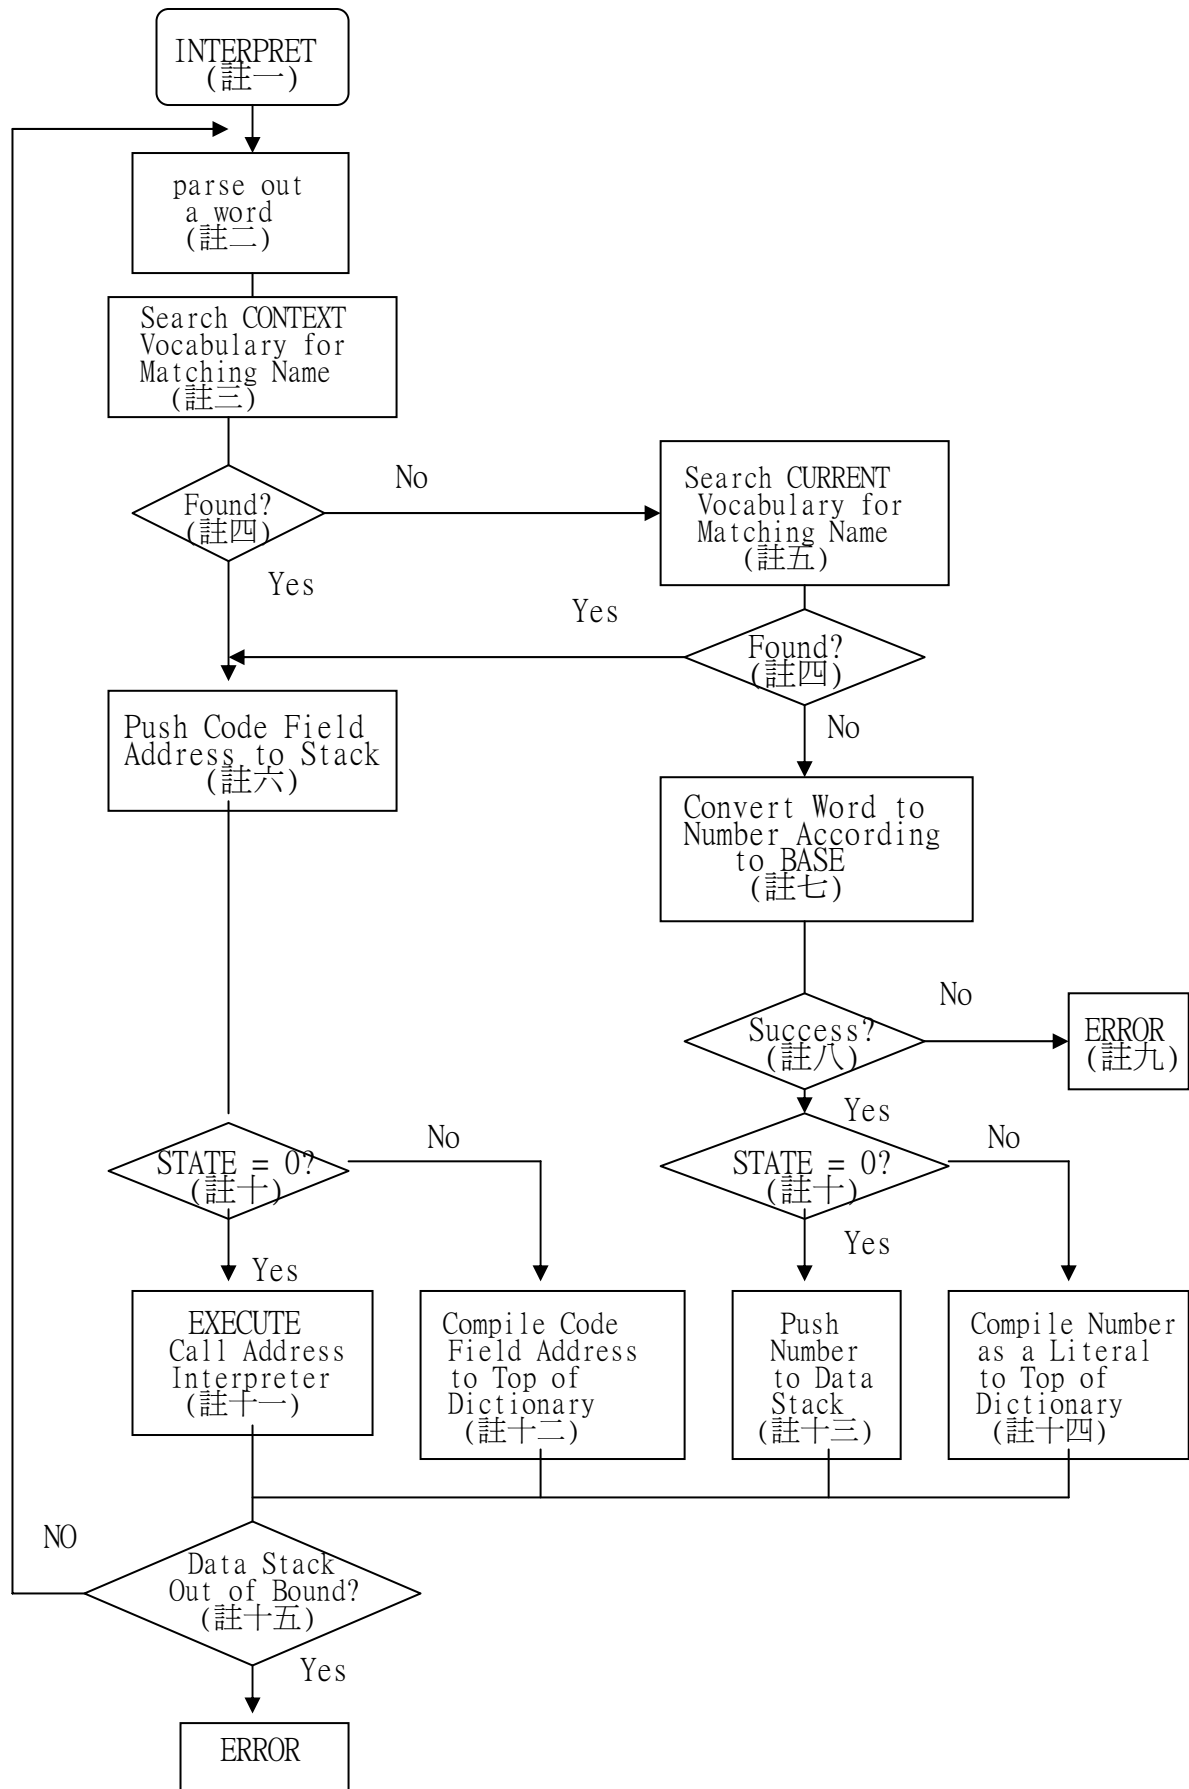 INTERPRET
(註一)
parse out
a word
(註二)
Search CONTEXT
Vocabulary for
Matching Name
(註三)
Found?
(註四)
No
Yes
Search CURRENT
Vocabulary for
Matching Name
(註五)
Found?
(註四)
Yes
No
Push Code Field
Address to Stack
(註六)
Convert Word to
Number According
to BASE
(註七)
Success?
(註八)
No
ERROR
(註九)
Yes
STATE = 0?
(註十)
No
Yes
STATE = 0?
(註十)
No
Yes
EXECUTE
Call Address
Interpreter
(註十一)
Compile Code
Field Address
to Top of
Dictionary
(註十二)
Push
Number
to Data
Stack
(註十三)
Compile Number
as a Literal
to Top of
Dictionary
(註十四)
NO
Data Stack
Out of Bound?
(註十五)
Yes
ERROR